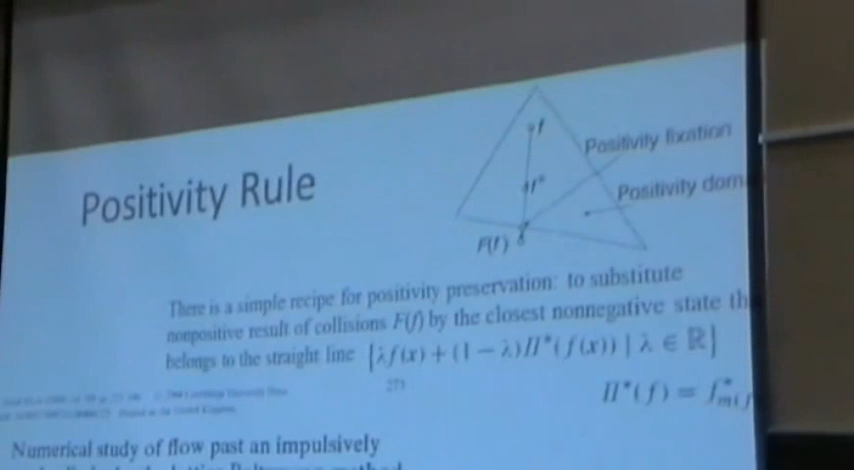 f
Positivity fixation
Positivity Rule
f*
Positivity dom
F(f)
There is a simple recipe for positivity preservation: to substitute
nonpositive result of collisions F(f) by the closest nonnegative state th
belongs to the straight line {λf(x) + (1 − λ)Π*(f(x)) | λ ∈ ℝ}
Π*(f) = f*m(f
Numerical study of flow past an impulsively